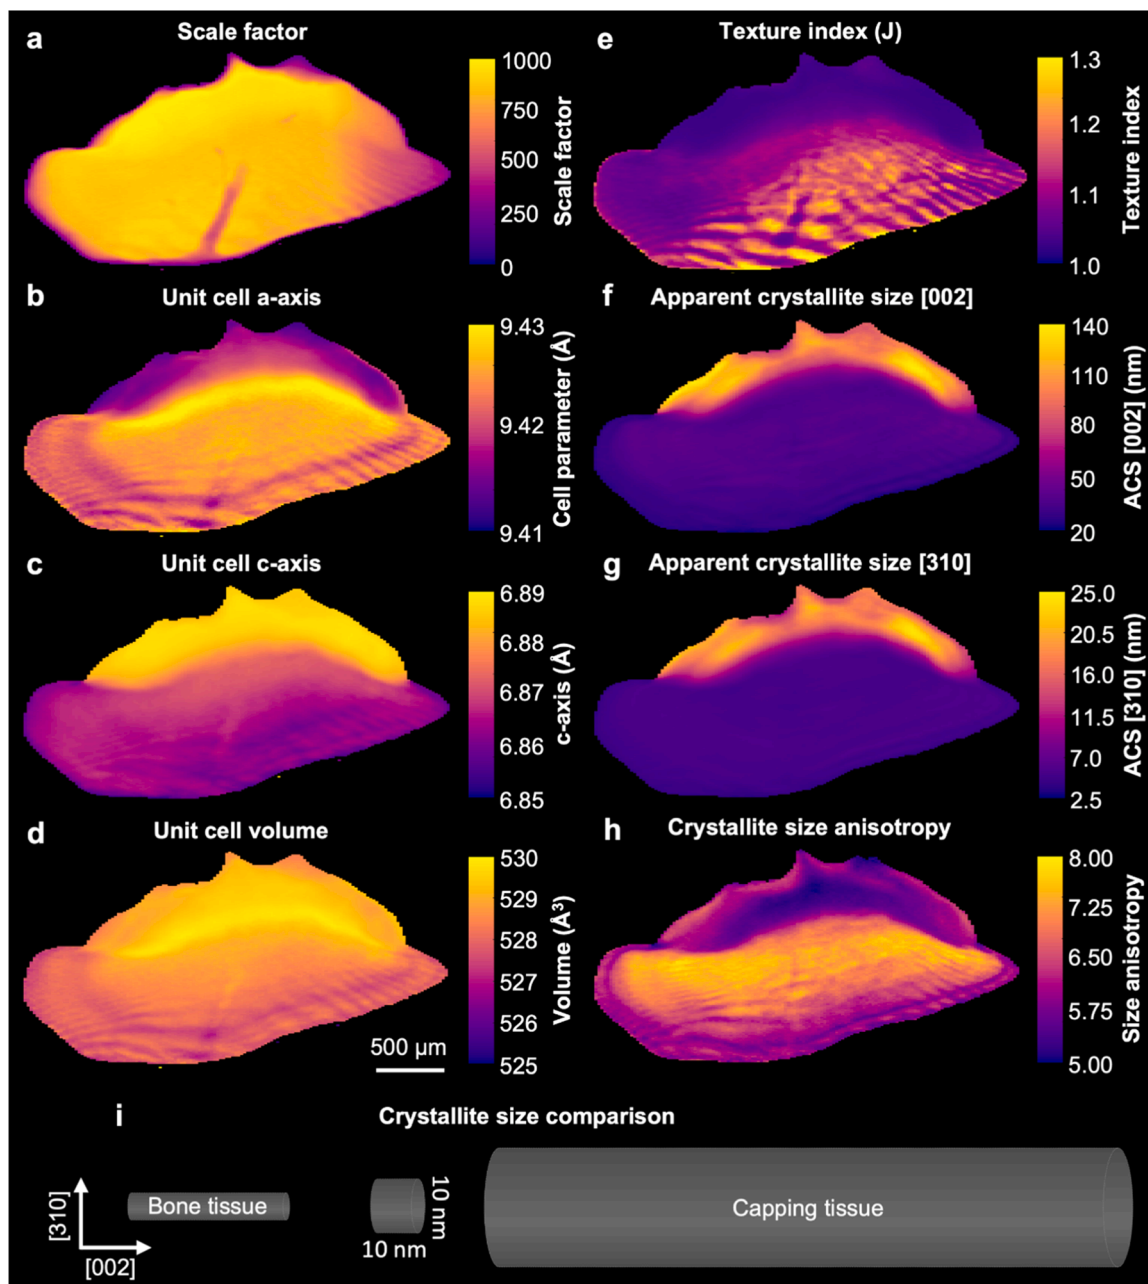 a
Scale factor
1000
750
500
250
0
Scale factor
e
Texture index (J)
1.3
1.2
1.1
1.0
Texture index
b
Unit cell a-axis
9.43
9.42
9.41
Cell parameter (Å)
f
Apparent crystallite size [002]
140
110
80
50
20
ACS [002] (nm)
c
Unit cell c-axis
6.89
6.88
6.87
6.86
6.85
c-axis (Å)
g
Apparent crystallite size [310]
25.0
20.5
16.0
11.5
7.0
2.5
ACS [310] (nm)
d
Unit cell volume
530
529
528
527
526
525
Volume (Å³)
500 µm
h
Crystallite size anisotropy
8.00
7.25
6.50
5.75
5.00
Size anisotropy
i
Crystallite size comparison
[310]
[002]
Bone tissue
10 nm
10 nm
Capping tissue